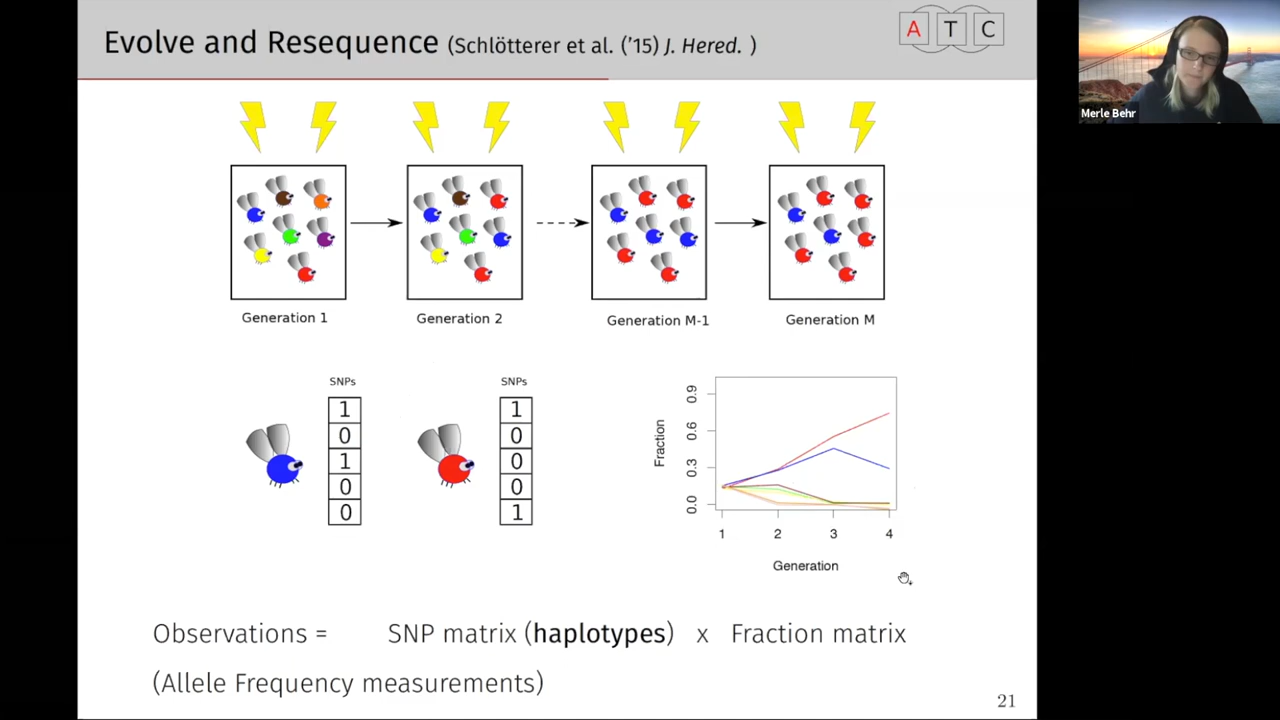 Evolve and Resequence (Schlötterer et al. ('15) J. Hered. )
A T C
Merle Behr
Generation 1
Generation 2
Generation M-1
Generation M
SNPs
1
0
1
0
0
SNPs
1
0
0
0
1
Fraction
0.9
0.6
0.3
0.0
1 2 3 4
Generation
Observations = SNP matrix (haplotypes) x Fraction matrix
(Allele Frequency measurements)
21